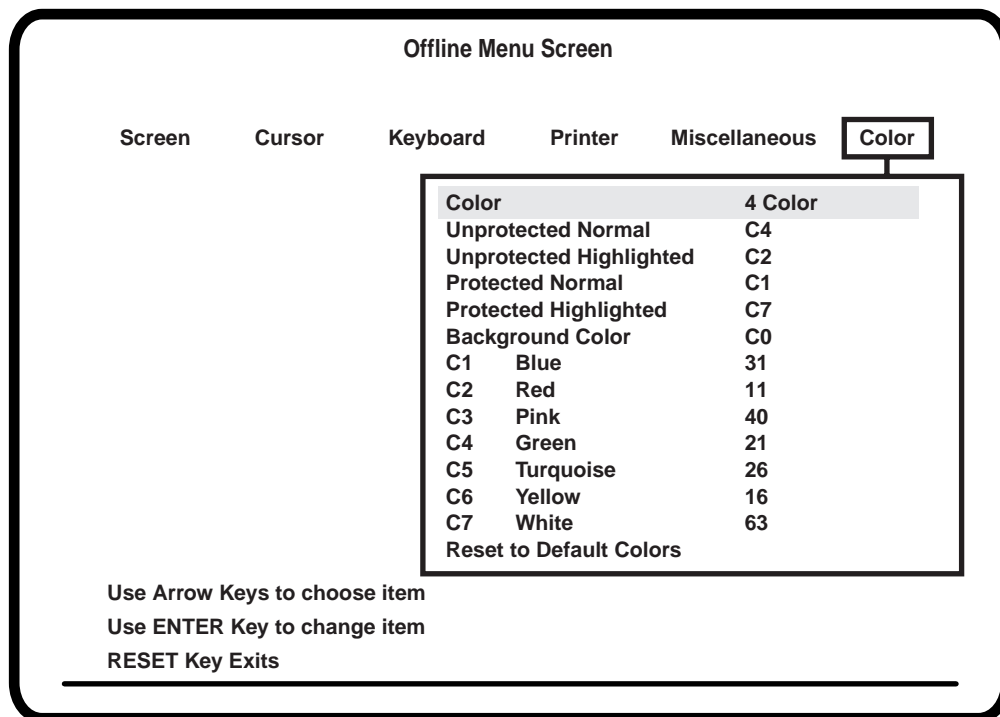 Offline Menu Screen
Screen Cursor Keyboard Printer Miscellaneous Color
Color 4 Color
Unprotected Normal C4
Unprotected Highlighted C2
Protected Normal C1
Protected Highlighted C7
Background Color C0
C1 Blue 31
C2 Red 11
C3 Pink 40
C4 Green 21
C5 Turquoise 26
C6 Yellow 16
C7 White 63
Reset to Default Colors
Use Arrow Keys to choose item
Use ENTER Key to change item
RESET Key Exits